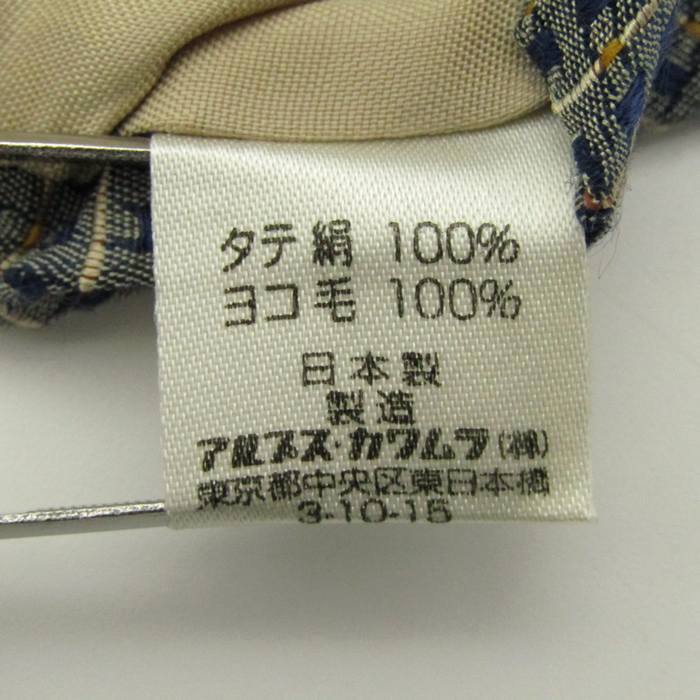 タテ絹 100%
ヨコ毛 100%
日本製
製造
アルプス・カワムラ(株)
東京都中央区東日本橋
3-10-15